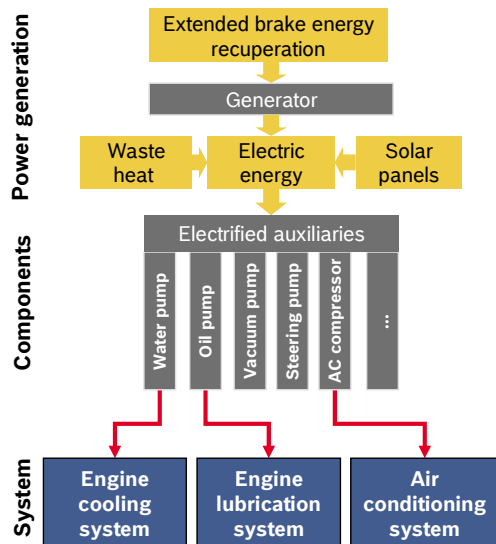 Power generation
Extended brake energy
recuperation
Generator
Waste
heat
Electric
energy
Solar
panels
Components
Electrified auxiliaries
Water pump
Oil pump
Vacuum pump
Steering pump
AC compressor
...
System
Engine
cooling
system
Engine
lubrication
system
Air
conditioning
system